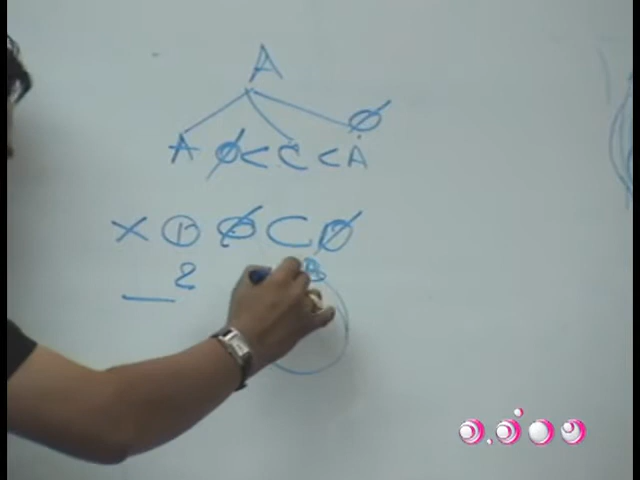 A
Ø
A Ø < C < A
X ① Ø C Ø
2 B